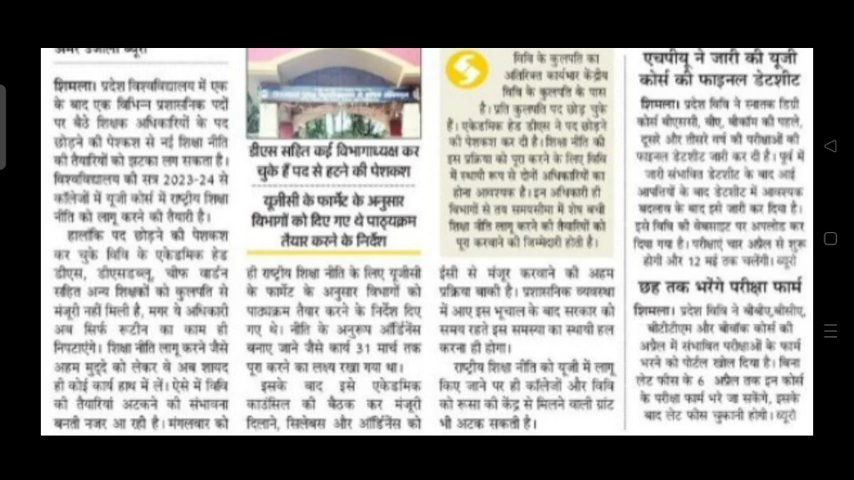 अमर उजाला ब्यूरो
शिमला। प्रदेश विश्वविद्यालय में एक
के बाद एक विभिन्न प्रशासनिक पदों
पर बैठे शिक्षक अधिकारियों के पद
छोड़ने की पेश्कश से नई शिक्षा नीति
की तैयारियों को झटका लग सकता है।
विश्वविद्यालय की सत्र 2023-24 से
कॉलेजों में यूजी कोर्स में राष्ट्रीय शिक्षा
नीति को लागू करने की तैयारी है।
हालांकि पद छोड़ने की पेशकश
कर चुके विवि के एकेडमिक हेड
डीएस, डीएसडब्लू, चीफ वार्डन
सहित अन्य शिक्षकों को कुलपति से
मंजूरी नहीं मिली है, मगर ये अधिकारी
अब सिर्फ रूटीन का काम ही
निपटाएंगे। शिक्षा नीति लागू करने जैसे
अहम मुद्दे को लेकर वे अब शायद
ही कोई कार्य हाथ में लें। ऐसे में विवि
की तैयारियां अटकने की संभावना
बनती नजर आ रही है। मंगलवार को
डीएस सहित कई विभागाध्यक्ष कर
चुके हैं पद से हटने की पेशकश
यूजीसी के फार्मेट के अनुसार
विभागों को दिए गए थे पाठ्यक्रम
तैयार करने के निर्देश
ही राष्ट्रीय शिक्षा नीति के लिए यूजीसी
के फार्मेट के अनुसार विभागों को
पाठ्यक्रम तैयार करने के निर्देश दिए
गए थे। नीति के अनुरूप ऑर्डिनेंस
बनाए जाने जैसे कार्य 31 मार्च तक
पूरा करने का लक्ष्य रखा गया था।
इसके बाद इसे एकेडमिक
काउंसिल की बैठक कर मंजूरी
दिलाने, सिलेबस और ऑर्डिनेंस को
विवि के कुलपति का
अतिरिक्त कार्यभार केंद्रीय
विवि के कुलपति के पास
है। प्रति कुलपति पद छोड़ चुके
हैं। एकेडमिक हेड डीएस ने पद छोड़ने
की पेशकश कर दी है। शिक्षा नीति की
इस प्रक्रिया को पूरा करने के लिए विवि
में स्थायी रूप से दोनों अधिकारियों का
होना आवश्यक है। इन अधिकारी ही
विभागों से तय समयसीमा में शेष बची
शिक्षा नीति लागू करने की तैयारियों को
पूरा करवाने की जिम्मेदारी होती है।
ईसी से मंजूर करवाने की अहम
प्रक्रिया बाकी है। प्रशासनिक व्यवस्था
में आए इस भूचाल के बाद सरकार को
समय रहते इस समस्या का स्थायी हल
करना ही होगा।
राष्ट्रीय शिक्षा नीति को यूजी में लागू
किए जाने पर ही कॉलेजों और विवि
को रूसा की केंद्र से मिलने वाली ग्रांट
भी अटक सकती है।
एचपीयू ने जारी की यूजी
कोर्स की फाइनल डेटशीट
शिमला। प्रदेश विवि ने स्नातक डिग्री
कोर्स बीएससी, बीए, बीकॉम की पहले,
दूसरे और तीसरे वर्ष की परीक्षाओं की
फाइनल डेटशीट जारी कर दी है। पूर्व में
जारी संभावित डेटशीट के बाद आई
आपत्तियों के बाद डेटशीट में आवश्यक
बदलाव के बाद इसे जारी कर दिया है।
इसे विवि की वेबसाइट पर अपलोड कर
दिया गया है। परीक्षाएं चार अप्रैल से शुरू
होंगी और 12 मई तक चलेंगी। ब्यूरो
छह तक भरेंगे परीक्षा फार्म
शिमला। प्रदेश विवि ने बीबीए,बीसीए,
बीटीटीएम और बीवॉक कोर्स की
अप्रैल में संभावित परीक्षाओं के फार्म
भरने को पोर्टल खोल दिया है। बिना
लेट फीस के 6 अप्रैल तक इन कोर्स
के परीक्षा फार्म भरे जा सकेंगे, इसके
बाद लेट फीस चुकानी होगी। ब्यूरो